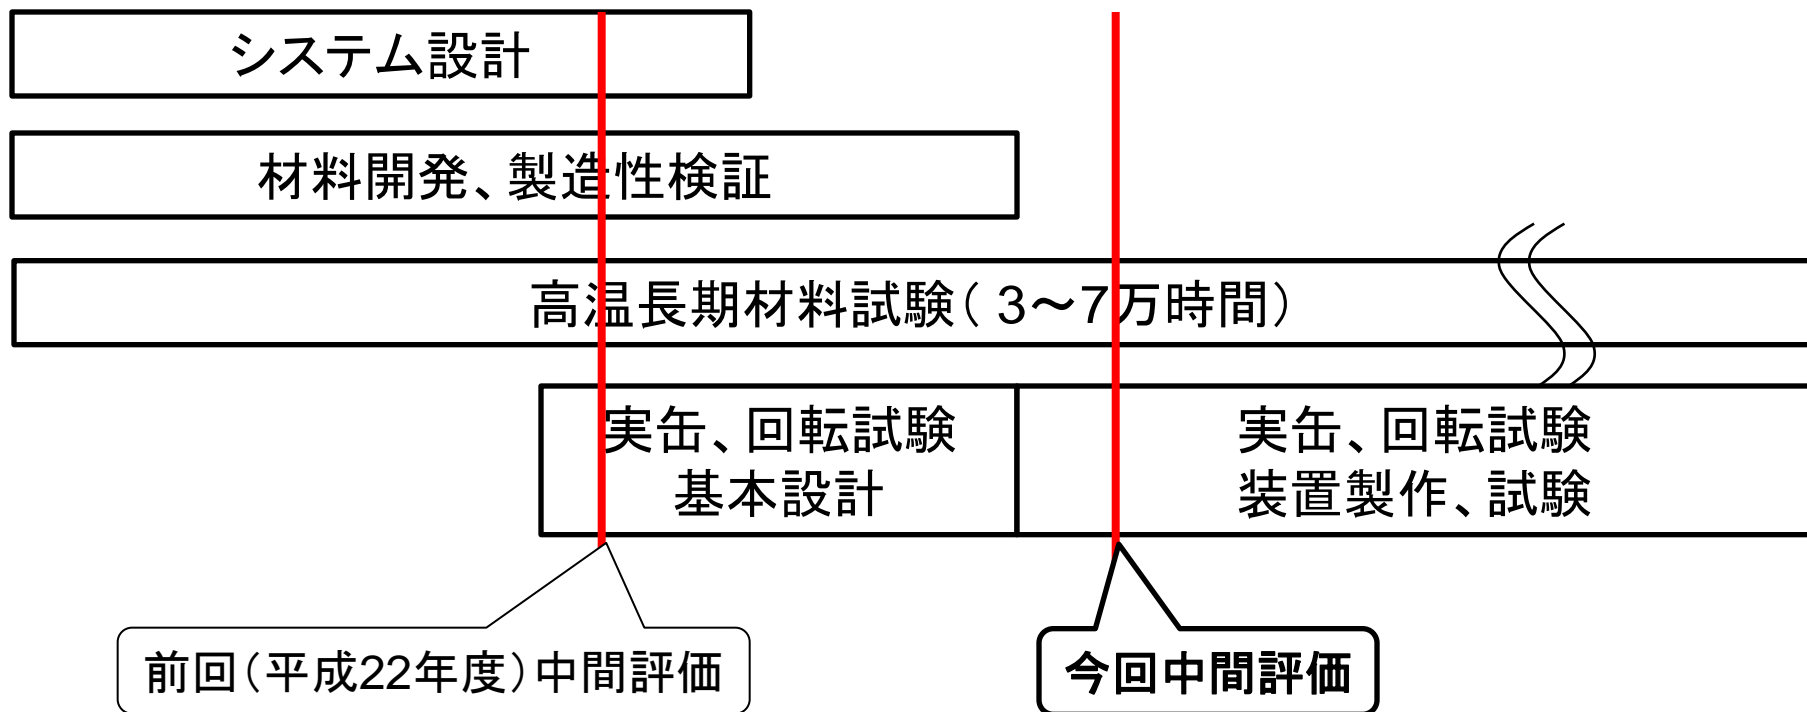 システム設計
材料開発、製造性検証
高温長期材料試験（3～7万時間）
実缶、回転試験
基本設計
実缶、回転試験
装置製作、試験
前回（平成22年度）中間評価
今回中間評価